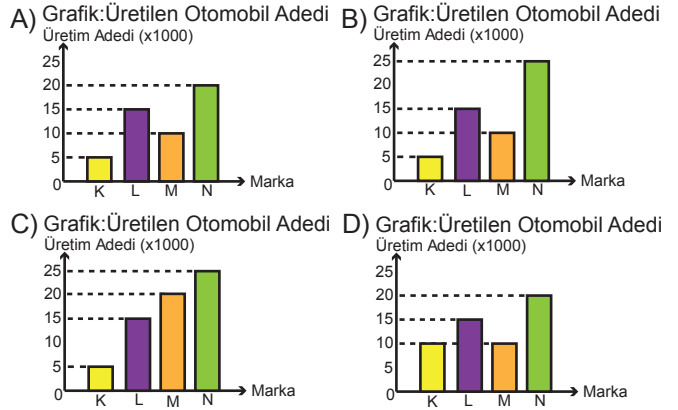 A) Grafik:Üretilen Otomobil Adedi
Üretim Adedi (x1000)
25
20
15
10
5
0
K L M N
Marka
B) Grafik:Üretilen Otomobil Adedi
Üretim Adedi (x1000)
25
20
15
10
5
0
K L M N
Marka
C) Grafik:Üretilen Otomobil Adedi
Üretim Adedi (x1000)
25
20
15
10
5
0
K L M N
Marka
D) Grafik:Üretilen Otomobil Adedi
Üretim Adedi (x1000)
25
20
15
10
5
0
K L M N
Marka